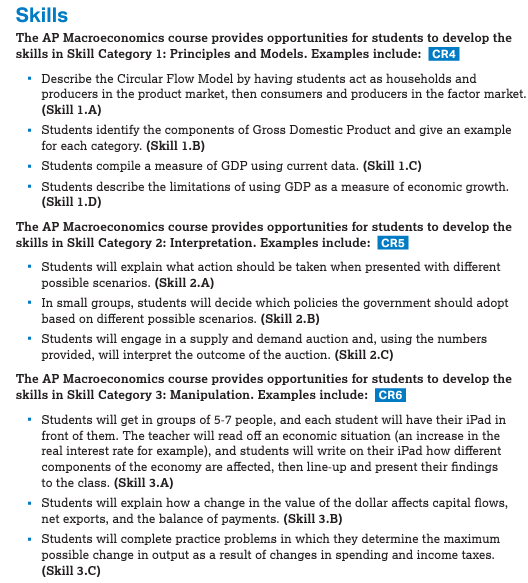 Skills
The AP Macroeconomics course provides opportunities for students to develop the
skills in Skill Category 1: Principles and Models. Examples include: CR4
▪ Describe the Circular Flow Model by having students act as households and
producers in the product market, then consumers and producers in the factor market.
(Skill 1.A)
▪ Students identify the components of Gross Domestic Product and give an example
for each category. (Skill 1.B)
▪ Students compile a measure of GDP using current data. (Skill 1.C)
▪ Students describe the limitations of using GDP as a measure of economic growth.
(Skill 1.D)
The AP Macroeconomics course provides opportunities for students to develop the
skills in Skill Category 2: Interpretation. Examples include: CR5
▪ Students will explain what action should be taken when presented with different
possible scenarios. (Skill 2.A)
▪ In small groups, students will decide which policies the government should adopt
based on different possible scenarios. (Skill 2.B)
▪ Students will engage in a supply and demand auction and, using the numbers
provided, will interpret the outcome of the auction. (Skill 2.C)
The AP Macroeconomics course provides opportunities for students to develop the
skills in Skill Category 3: Manipulation. Examples include: CR6
▪ Students will get in groups of 5-7 people, and each student will have their iPad in
front of them. The teacher will read off an economic situation (an increase in the
real interest rate for example), and students will write on their iPad how different
components of the economy are affected, then line-up and present their findings
to the class. (Skill 3.A)
▪ Students will explain how a change in the value of the dollar affects capital flows,
net exports, and the balance of payments. (Skill 3.B)
▪ Students will complete practice problems in which they determine the maximum
possible change in output as a result of changes in spending and income taxes.
(Skill 3.C)